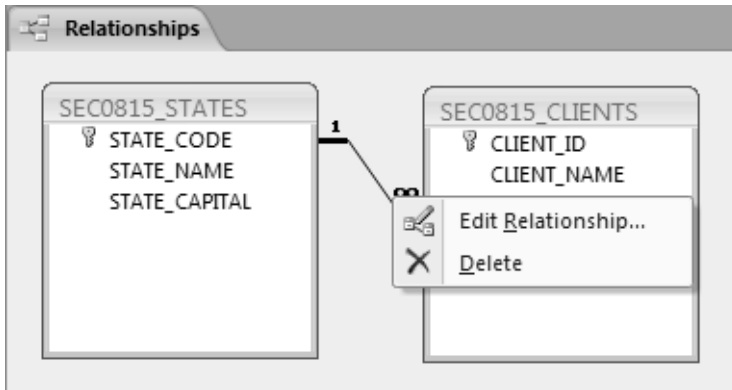 Relationships
SEC0815_STATES
STATE_CODE
STATE_NAME
STATE_CAPITAL
1
∞
SEC0815_CLIENTS
CLIENT_ID
CLIENT_NAME
Edit Relationship...
Delete